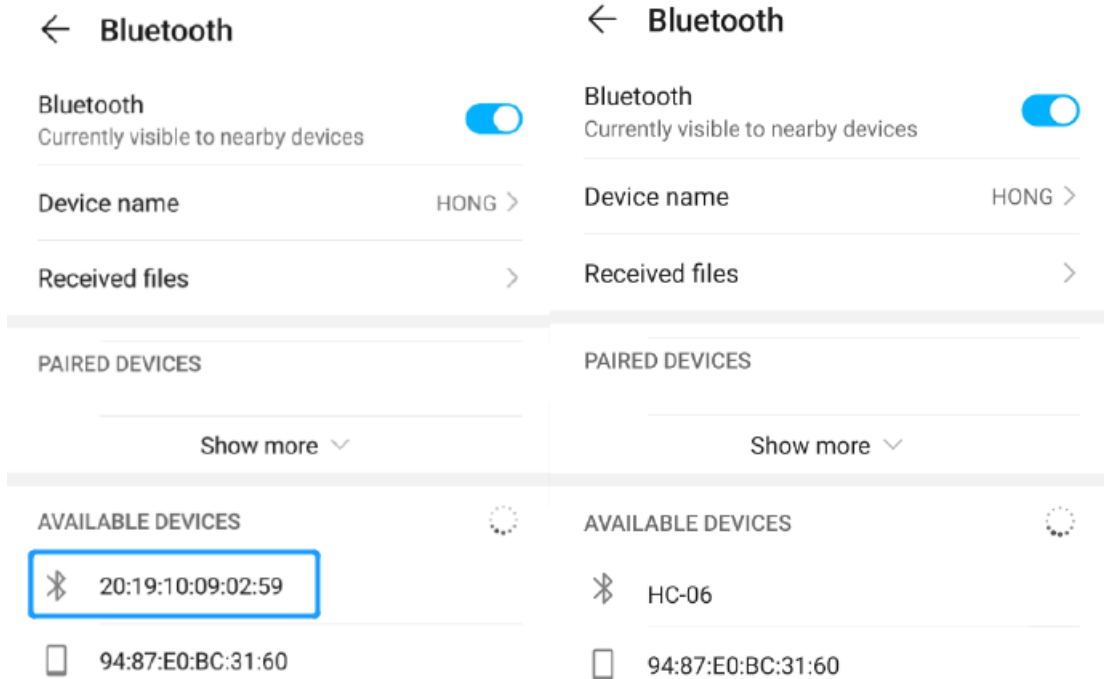 Bluetooth
Bluetooth
Currently visible to nearby devices
Device name HONG
Received files
PAIRED DEVICES
Show more
AVAILABLE DEVICES
20:19:10:09:02:59
94:87:E0:BC:31:60
Bluetooth
Bluetooth
Currently visible to nearby devices
Device name HONG
Received files
PAIRED DEVICES
Show more
AVAILABLE DEVICES
HC-06
94:87:E0:BC:31:60